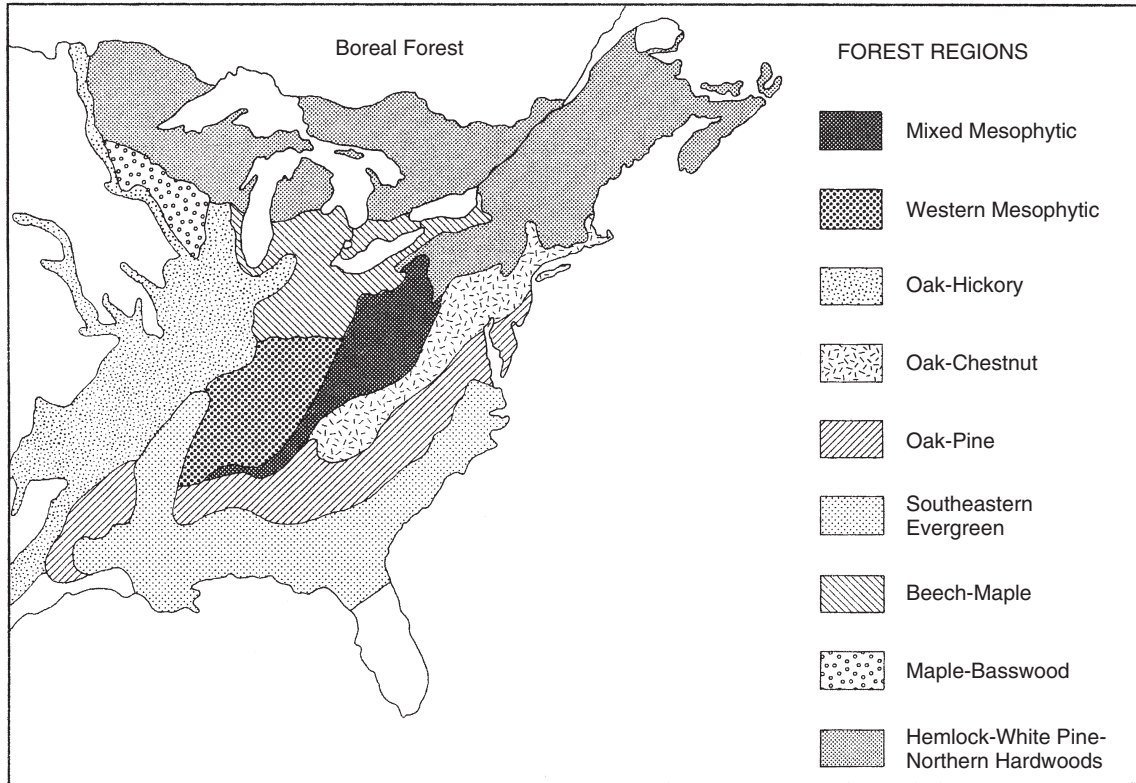 Boreal Forest
FOREST REGIONS
Mixed Mesophytic
Western Mesophytic
Oak-Hickory
Oak-Chestnut
Oak-Pine
Southeastern
Evergreen
Beech-Maple
Maple-Basswood
Hemlock-White Pine-
Northern Hardwoods